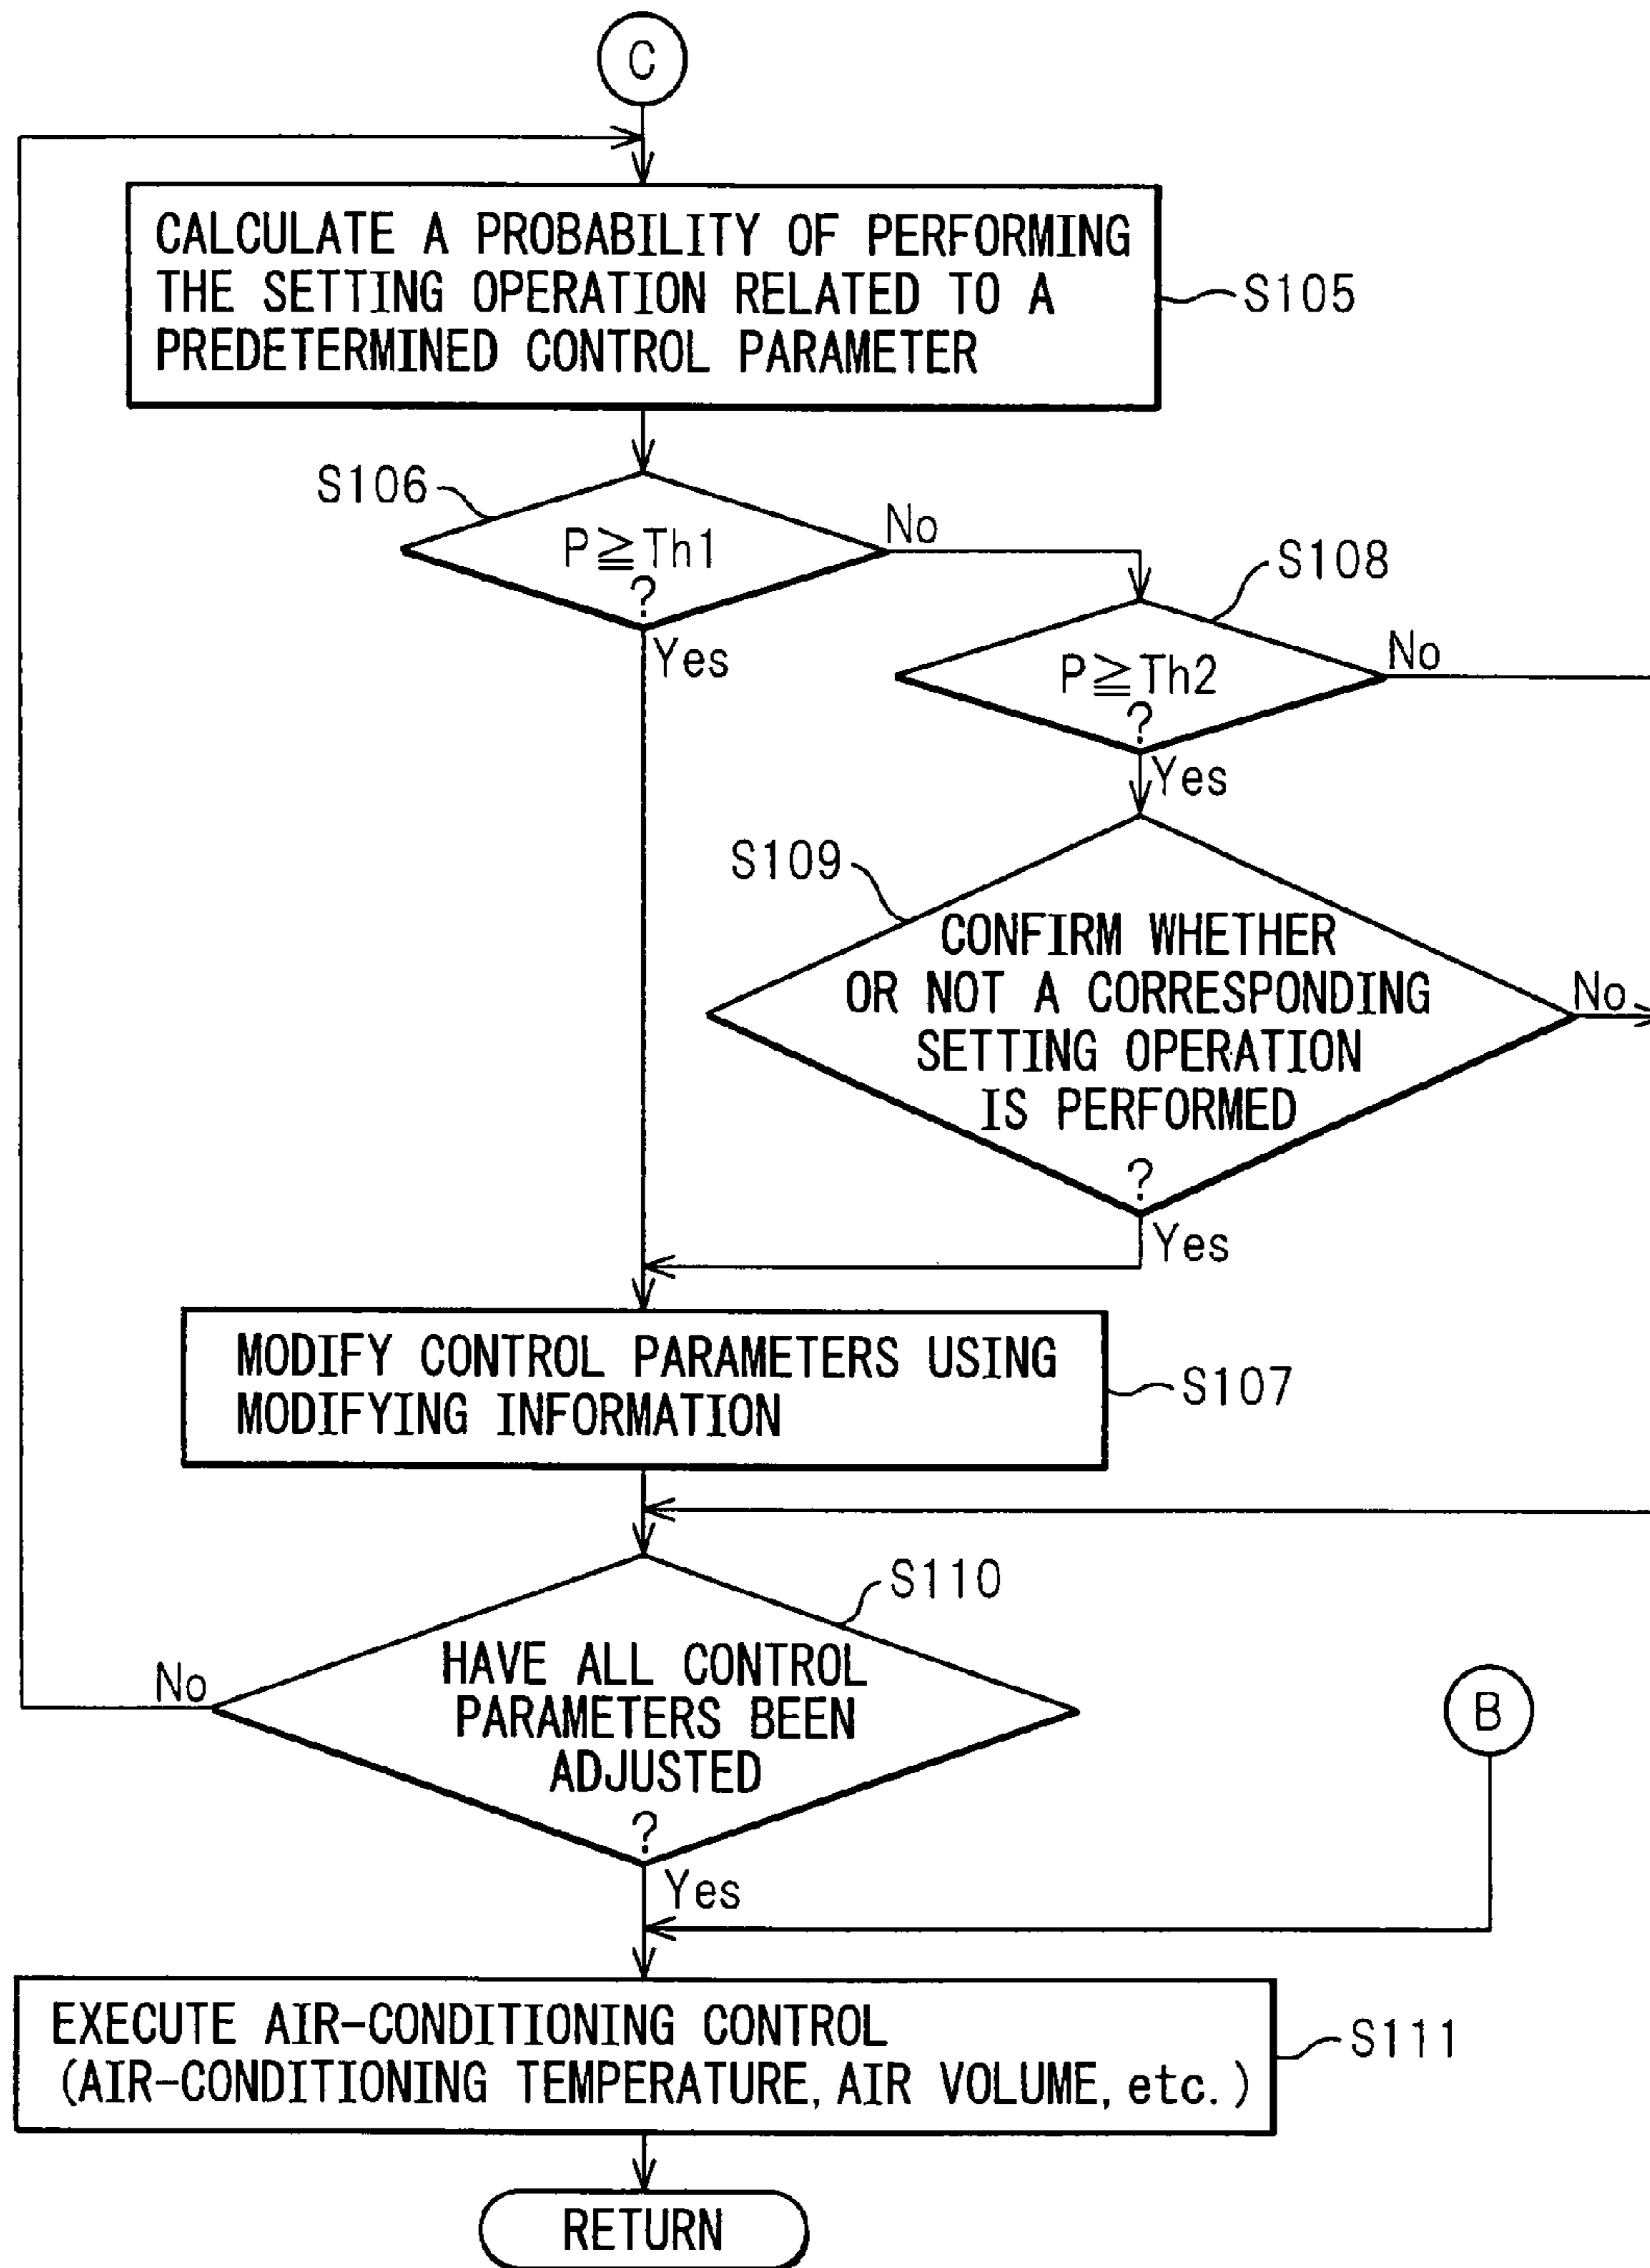 C
CALCULATE A PROBABILITY OF PERFORMING
THE SETTING OPERATION RELATED TO A
PREDETERMINED CONTROL PARAMETER
S105
S106
P≧Th1
?
No
Yes
S108
P≧Th2
?
No
Yes
S109
CONFIRM WHETHER
OR NOT A CORRESPONDING
SETTING OPERATION
IS PERFORMED
?
No
Yes
MODIFY CONTROL PARAMETERS USING
MODIFYING INFORMATION
S107
S110
HAVE ALL CONTROL
PARAMETERS BEEN
ADJUSTED
?
No
Yes
B
EXECUTE AIR-CONDITIONING CONTROL
(AIR-CONDITIONING TEMPERATURE, AIR VOLUME, etc.)
S111
RETURN